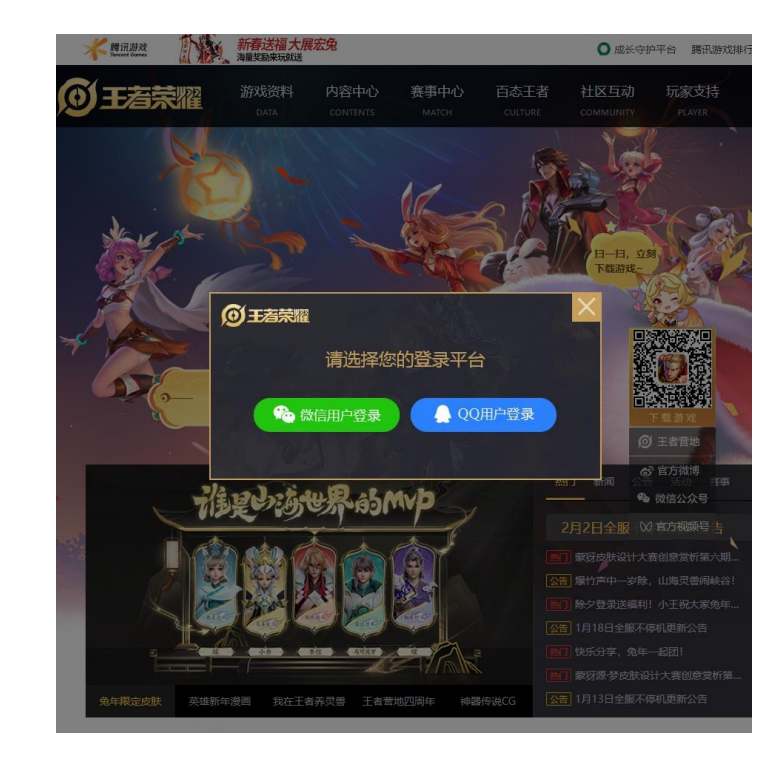 腾讯游戏
Tencent Games
新春送福 大展宏兔
海量奖励来玩就送
成长守护平台 腾讯游戏排行
王者荣耀
游戏资料 内容中心 赛事中心 百态王者 社区互动 玩家支持
DATA CONTENTS MATCH CULTURE COMMUNITY PLAYER
扫一扫，立刻
下载游戏~
王者荣耀
请选择您的登录平台
微信用户登录 QQ用户登录
下载游戏
王者营地
官方微博
热门 新闻 公告 活动 赛事
微信公众号
谁是山海世界的MVP
2月2日全服
官方视频号
热门 蒙犽皮肤设计大赛创意赏析第六期...
公告 爆竹声中一岁除，山海灵兽闹峡谷！
热门 除夕登录送福利！小王祝大家兔年...
公告 1月18日全服不停机更新公告
热门 快乐分享，兔年一起团！
热门 蒙犽源·梦皮肤设计大赛创意赏析第...
公告 1月13日全服不停机更新公告
兔年限定皮肤 英雄新年漫画 我在王者养灵兽 王者营地四周年 神器传说CG